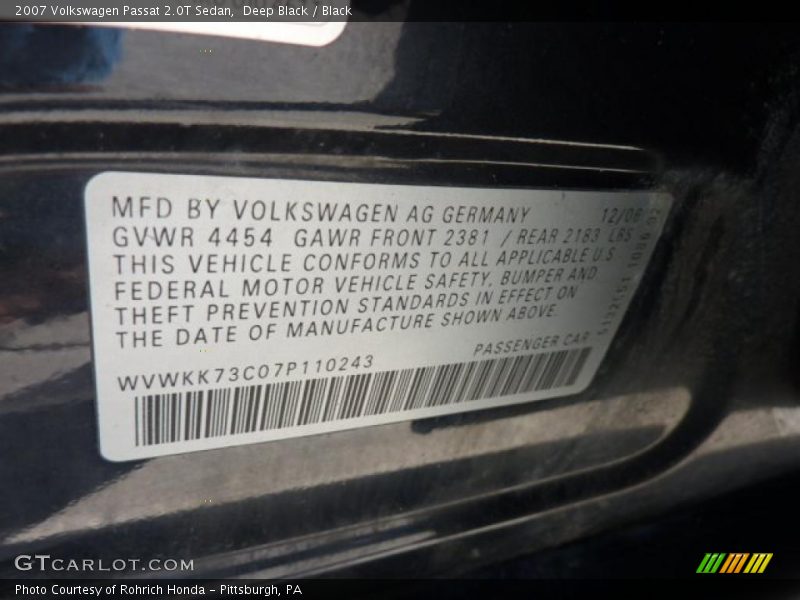 2007 Volkswagen Passat 2.0T Sedan, Deep Black / Black
MFD BY VOLKSWAGEN AG GERMANY 12/06
GVWR 4454 GAWR FRONT 2381 / REAR 2183 LBS
THIS VEHICLE CONFORMS TO ALL APPLICABLE U.S
FEDERAL MOTOR VEHICLE SAFETY, BUMPER AND
THEFT PREVENTION STANDARDS IN EFFECT ON
THE DATE OF MANUFACTURE SHOWN ABOVE.
PASSENGER CAR
WVWKK73C07P110243
GTCARLOT.COM
Photo Courtesy of Rohrich Honda - Pittsburgh, PA